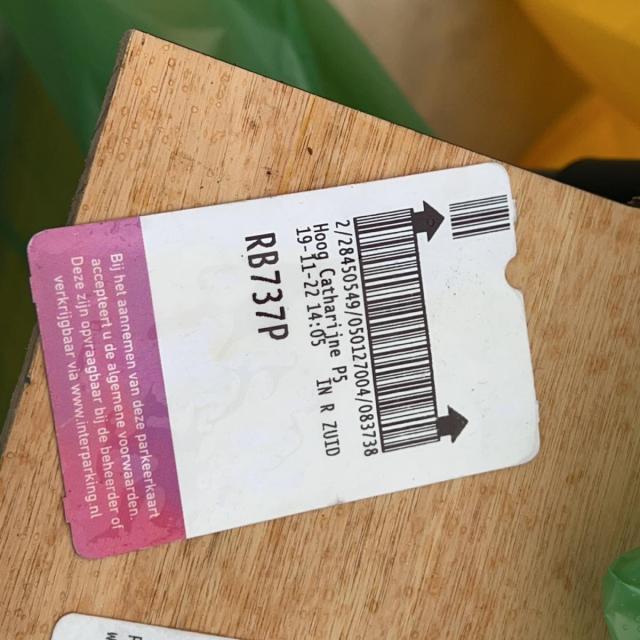 2/28450549/050127004/083738
Hoog Catharijne P5 IN R ZUID
19-11-22 14:05
RB737P
Bij het aannemen van deze parkeerkaart
accepteert u de algemene voorwaarden.
Deze zijn opvraagbaar bij de beheerder of
verkrijgbaar via www.interparking.nl